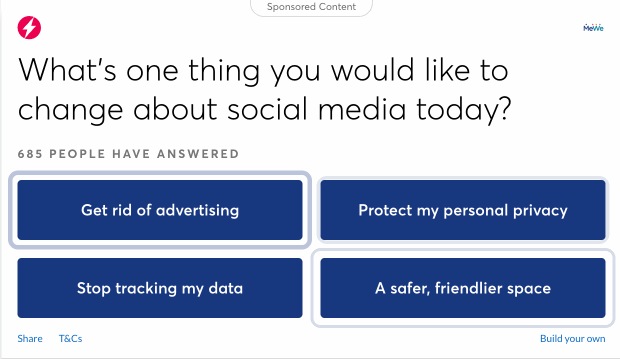 Sponsored Content
MeWe
What's one thing you would like to
change about social media today?
685 PEOPLE HAVE ANSWERED
Get rid of advertising
Protect my personal privacy
Stop tracking my data
A safer, friendlier space
Share
T&Cs
Build your own